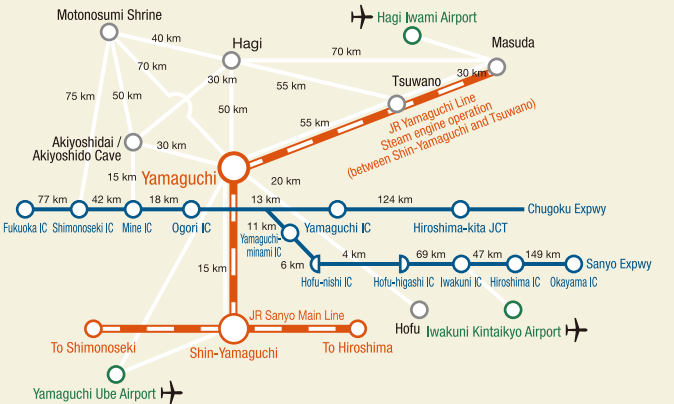 Motonosumi Shrine
Hagi Iwami Airport
40 km
Hagi
70 km
Masuda
70 km
30 km
55 km
Tsuwano
30 km
75 km
50 km
50 km
55 km
JR Yamaguchi Line
Steam engine operation
(between Shin-Yamaguchi and Tsuwano)
Akiyoshidai /
Akiyoshido Cave
30 km
15 km
Yamaguchi
20 km
77 km
42 km
18 km
13 km
124 km
Chugoku Expwy
Fukuoka IC
Shimonoseki IC
Mine IC
Ogori IC
11 km
Yamaguchi IC
Hiroshima-kita JCT
Yamaguchi-
minami IC
6 km
4 km
69 km
47 km
149 km
Sanyo Expwy
Hofu-nishi IC
Hofu-higashi IC
Iwakuni IC
Hiroshima IC
Okayama IC
15 km
JR Sanyo Main Line
Hofu
Iwakuni Kintaikyo Airport
To Shimonoseki
Shin-Yamaguchi
To Hiroshima
Yamaguchi Ube Airport